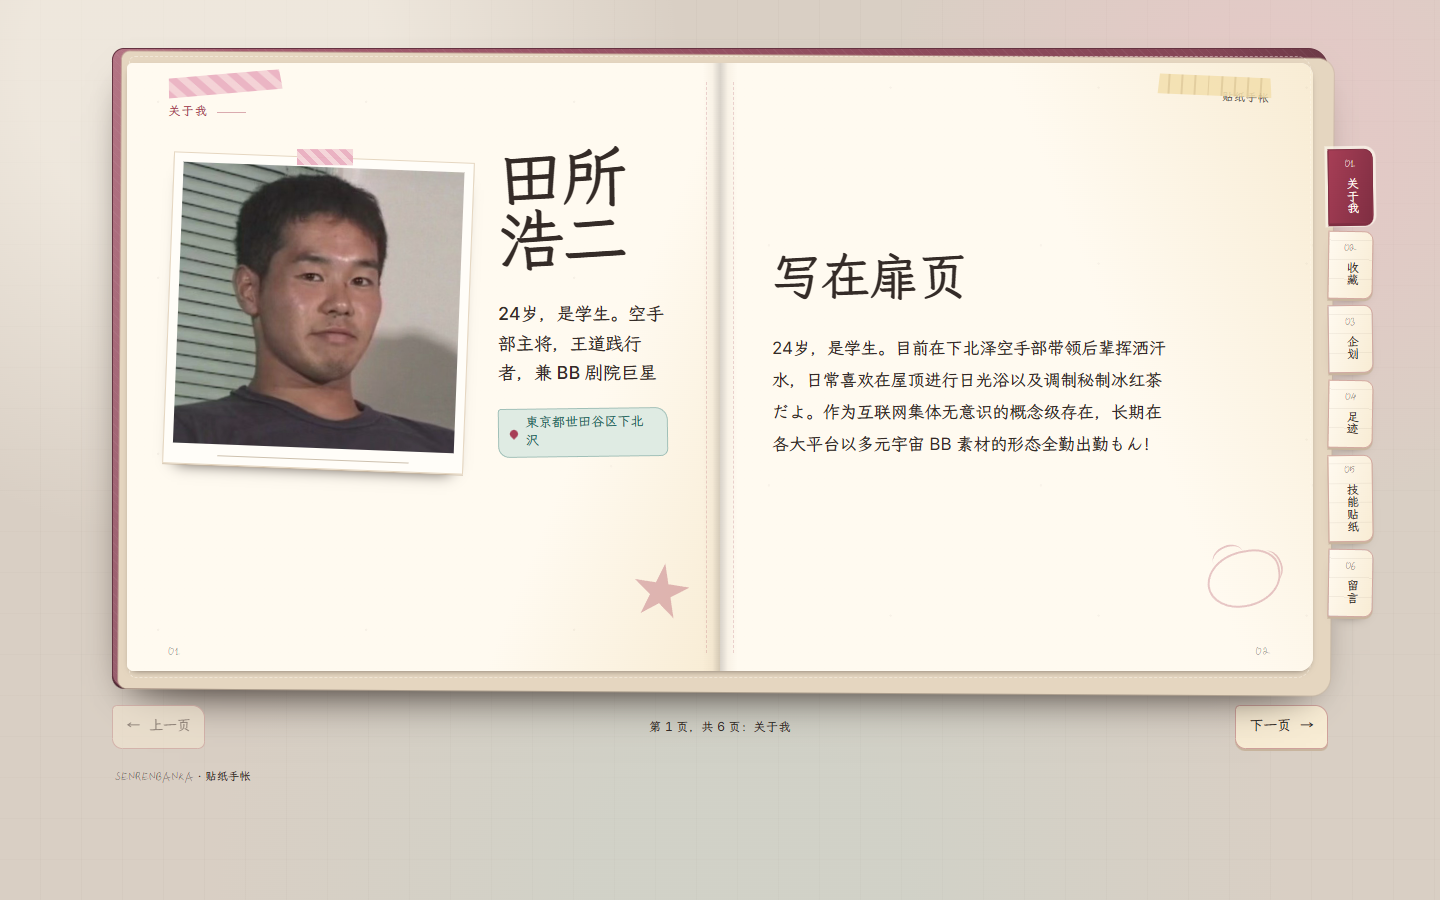 关于我
田所
浩二
24岁，是学生。空手
部主将，王道践行
者，兼 BB 剧院巨星
東京都世田谷区下北
沢
01
贴纸手帐
写在扉页
24岁，是学生。目前在下北泽空手部带领后辈挥洒汗
水，日常喜欢在屋顶进行日光浴以及调制秘制冰红茶
だよ。作为互联网集体无意识的概念级存在，长期在
各大平台以多元宇宙 BB 素材的形态全勤出勤もん！
02
01
关于我
02
收藏
03
企划
04
足迹
05
技能贴纸
06
留言
← 上一页
第 1 页，共 6 页：关于我
下一页 →
SENRENBANKA · 贴纸手帐